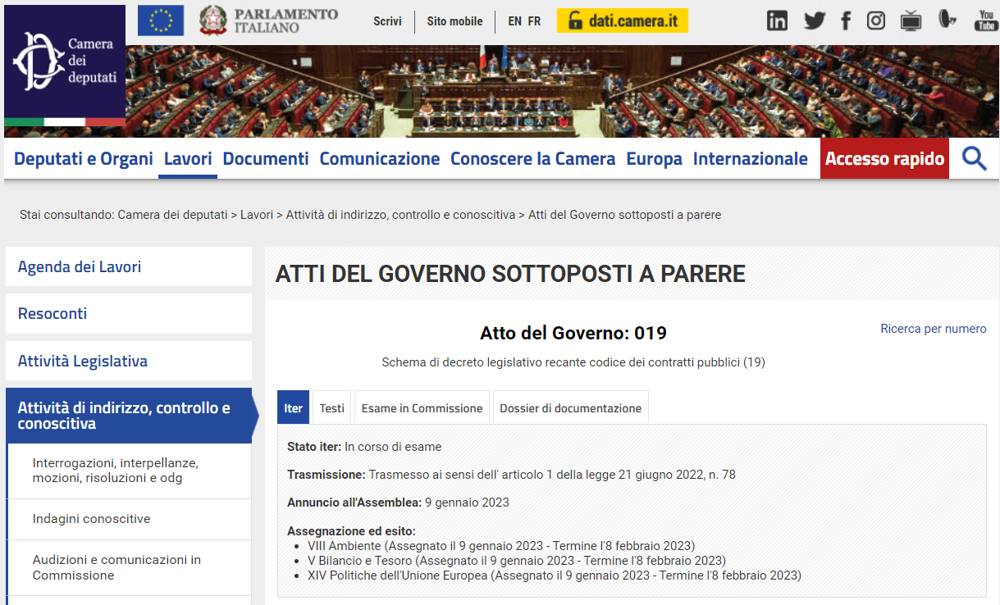 Camera
dei
deputati
PARLAMENTO
ITALIANO
Scrivi
Sito mobile
EN FR
dati.camera.it
in
You
Tube
Deputati e Organi Lavori Documenti Comunicazione Conoscere la Camera Europa Internazionale Accesso rapido
Stai consultando: Camera dei deputati > Lavori > Attività di indirizzo, controllo e conoscitiva > Atti del Governo sottoposti a parere
Agenda dei Lavori
Resoconti
Attività Legislativa
Attività di indirizzo, controllo e
conoscitiva
Interrogazioni, interpellanze,
mozioni, risoluzioni e odg
Indagini conoscitive
Audizioni e comunicazioni in
Commissione
ATTI DEL GOVERNO SOTTOPOSTI A PARERE
Atto del Governo: 019
Ricerca per numero
Schema di decreto legislativo recante codice dei contratti pubblici (19)
Iter Testi Esame in Commissione Dossier di documentazione
Stato iter: In corso di esame
Trasmissione: Trasmesso ai sensi dell' articolo 1 della legge 21 giugno 2022, n. 78
Annuncio all'Assemblea: 9 gennaio 2023
Assegnazione ed esito:
• VIII Ambiente (Assegnato il 9 gennaio 2023 - Termine l'8 febbraio 2023)
• V Bilancio e Tesoro (Assegnato il 9 gennaio 2023 - Termine l'8 febbraio 2023)
• XIV Politiche dell'Unione Europea (Assegnato il 9 gennaio 2023 - Termine l'8 febbraio 2023)